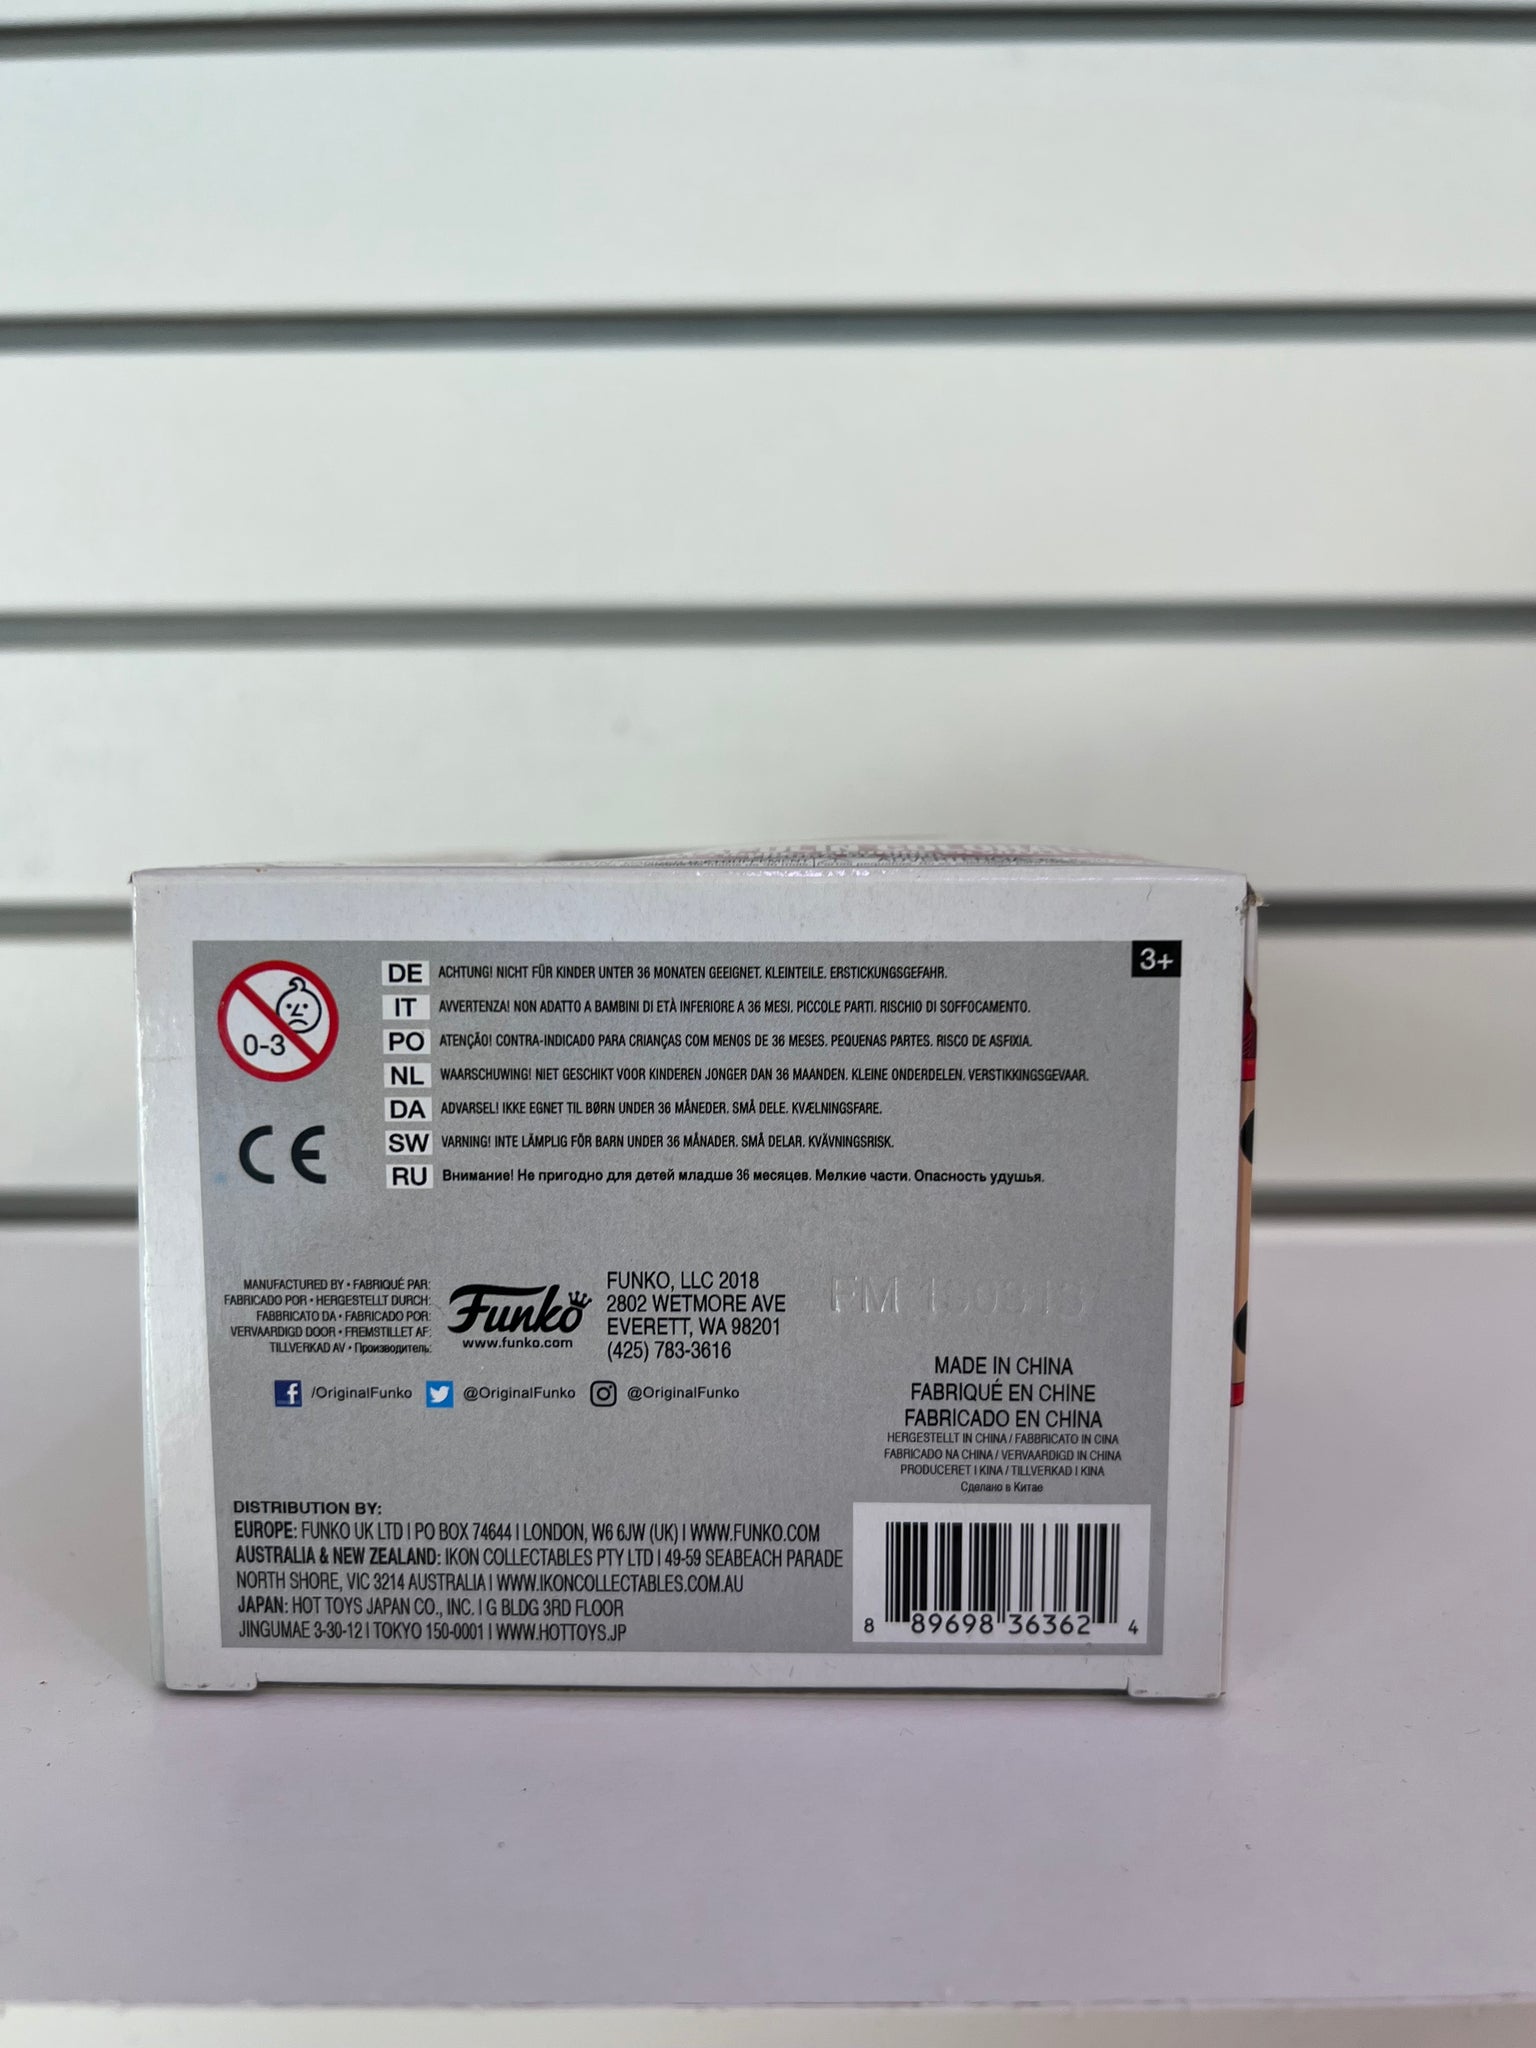 3+
0-3
DE ACHTUNG! NICHT FÜR KINDER UNTER 36 MONATEN GEEIGNET. KLEINTEILE. ERSTICKUNGSGEFAHR.
IT AVVERTENZA! NON ADATTO A BAMBINI DI ETÀ INFERIORE A 36 MESI. PICCOLE PARTI. RISCHIO DI SOFFOCAMENTO.
PO ATENÇÃO! CONTRA-INDICADO PARA CRIANÇAS COM MENOS DE 36 MESES. PEQUENAS PARTES. RISCO DE ASFIXIA.
NL WAARSCHUWING! NIET GESCHIKT VOOR KINDEREN JONGER DAN 36 MAANDEN. KLEINE ONDERDELEN. VERSTIKKINGSGEVAAR.
DA ADVARSEL! IKKE EGNET TIL BØRN UNDER 36 MÅNEDER. SMÅ DELE. KVÆLNINGSFARE.
SW VARNING! INTE LÄMPLIG FÖR BARN UNDER 36 MÅNADER. SMÅ DELAR. KVÄVNINGSRISK.
RU Внимание! Не пригодно для детей младше 36 месяцев. Мелкие части. Опасность удушья.
CE
MANUFACTURED BY • FABRIQUÉ PAR:
FABRICADO POR • HERGESTELLT DURCH:
FABBRICATO DA • FABRICADO POR:
VERVAARDIGD DOOR • FREMSTILLET AF:
TILLVERKAD AV • Производитель:
Funko
www.funko.com
FUNKO, LLC 2018
2802 WETMORE AVE
EVERETT, WA 98201
(425) 783-3616
/OriginalFunko @OriginalFunko @OriginalFunko
MADE IN CHINA
FABRIQUÉ EN CHINE
FABRICADO EN CHINA
HERGESTELLT IN CHINA / FABBRICATO IN CINA
FABRICADO NA CHINA / VERVAARDIGD IN CHINA
PRODUCERET I KINA / TILLVERKAD I KINA
Сделано в Китае
DISTRIBUTION BY:
EUROPE: FUNKO UK LTD | PO BOX 74644 | LONDON, W6 6JW (UK) | WWW.FUNKO.COM
AUSTRALIA & NEW ZEALAND: IKON COLLECTABLES PTY LTD | 49-59 SEABEACH PARADE
NORTH SHORE, VIC 3214 AUSTRALIA | WWW.IKONCOLLECTABLES.COM.AU
JAPAN: HOT TOYS JAPAN CO., INC. | G BLDG 3RD FLOOR
JINGUMAE 3-30-12 | TOKYO 150-0001 | WWW.HOTTOYS.JP
8 89698 36362 4